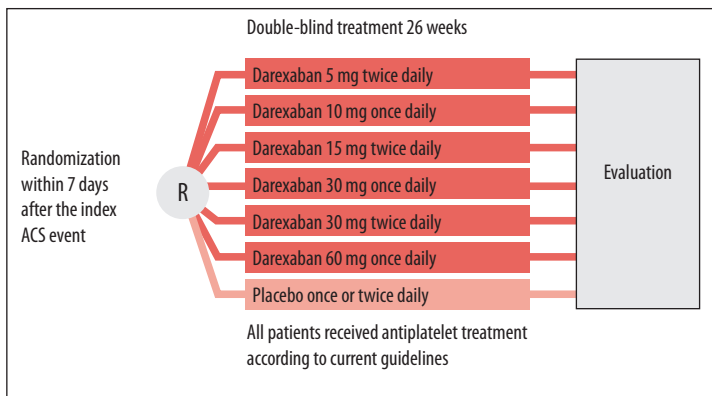 Double-blind treatment 26 weeks
Darexaban 5 mg twice daily
Darexaban 10 mg once daily
Darexaban 15 mg twice daily
Darexaban 30 mg once daily
Darexaban 30 mg twice daily
Darexaban 60 mg once daily
Placebo once or twice daily
Randomization
within 7 days
after the index
ACS event
R
Evaluation
All patients received antiplatelet treatment
according to current guidelines